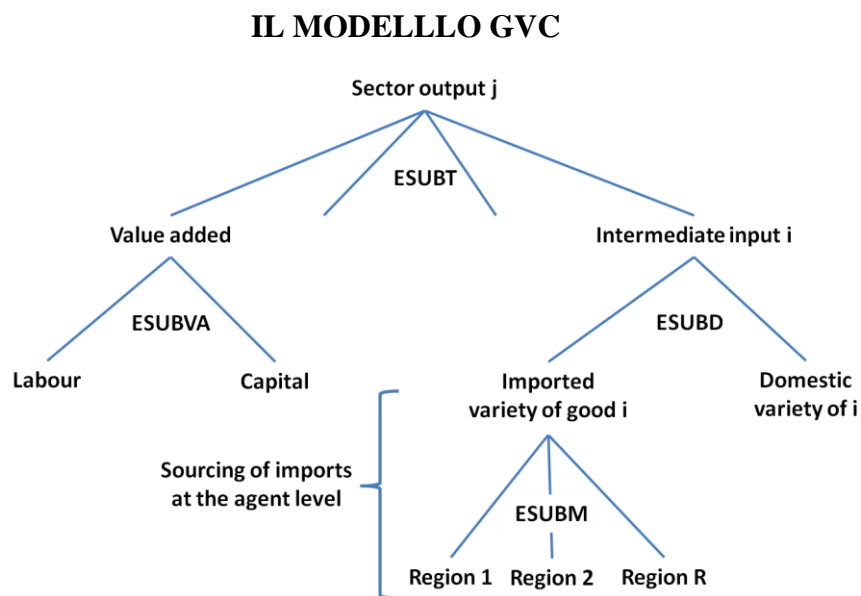 IL MODELLLO GVC
Sector output j
ESUBT
Value added
Intermediate input i
ESUBVA
ESUBD
Labour
Capital
Imported
variety of good i
Domestic
variety of i
Sourcing of imports
at the agent level
ESUBM
Region 1
Region 2
Region R